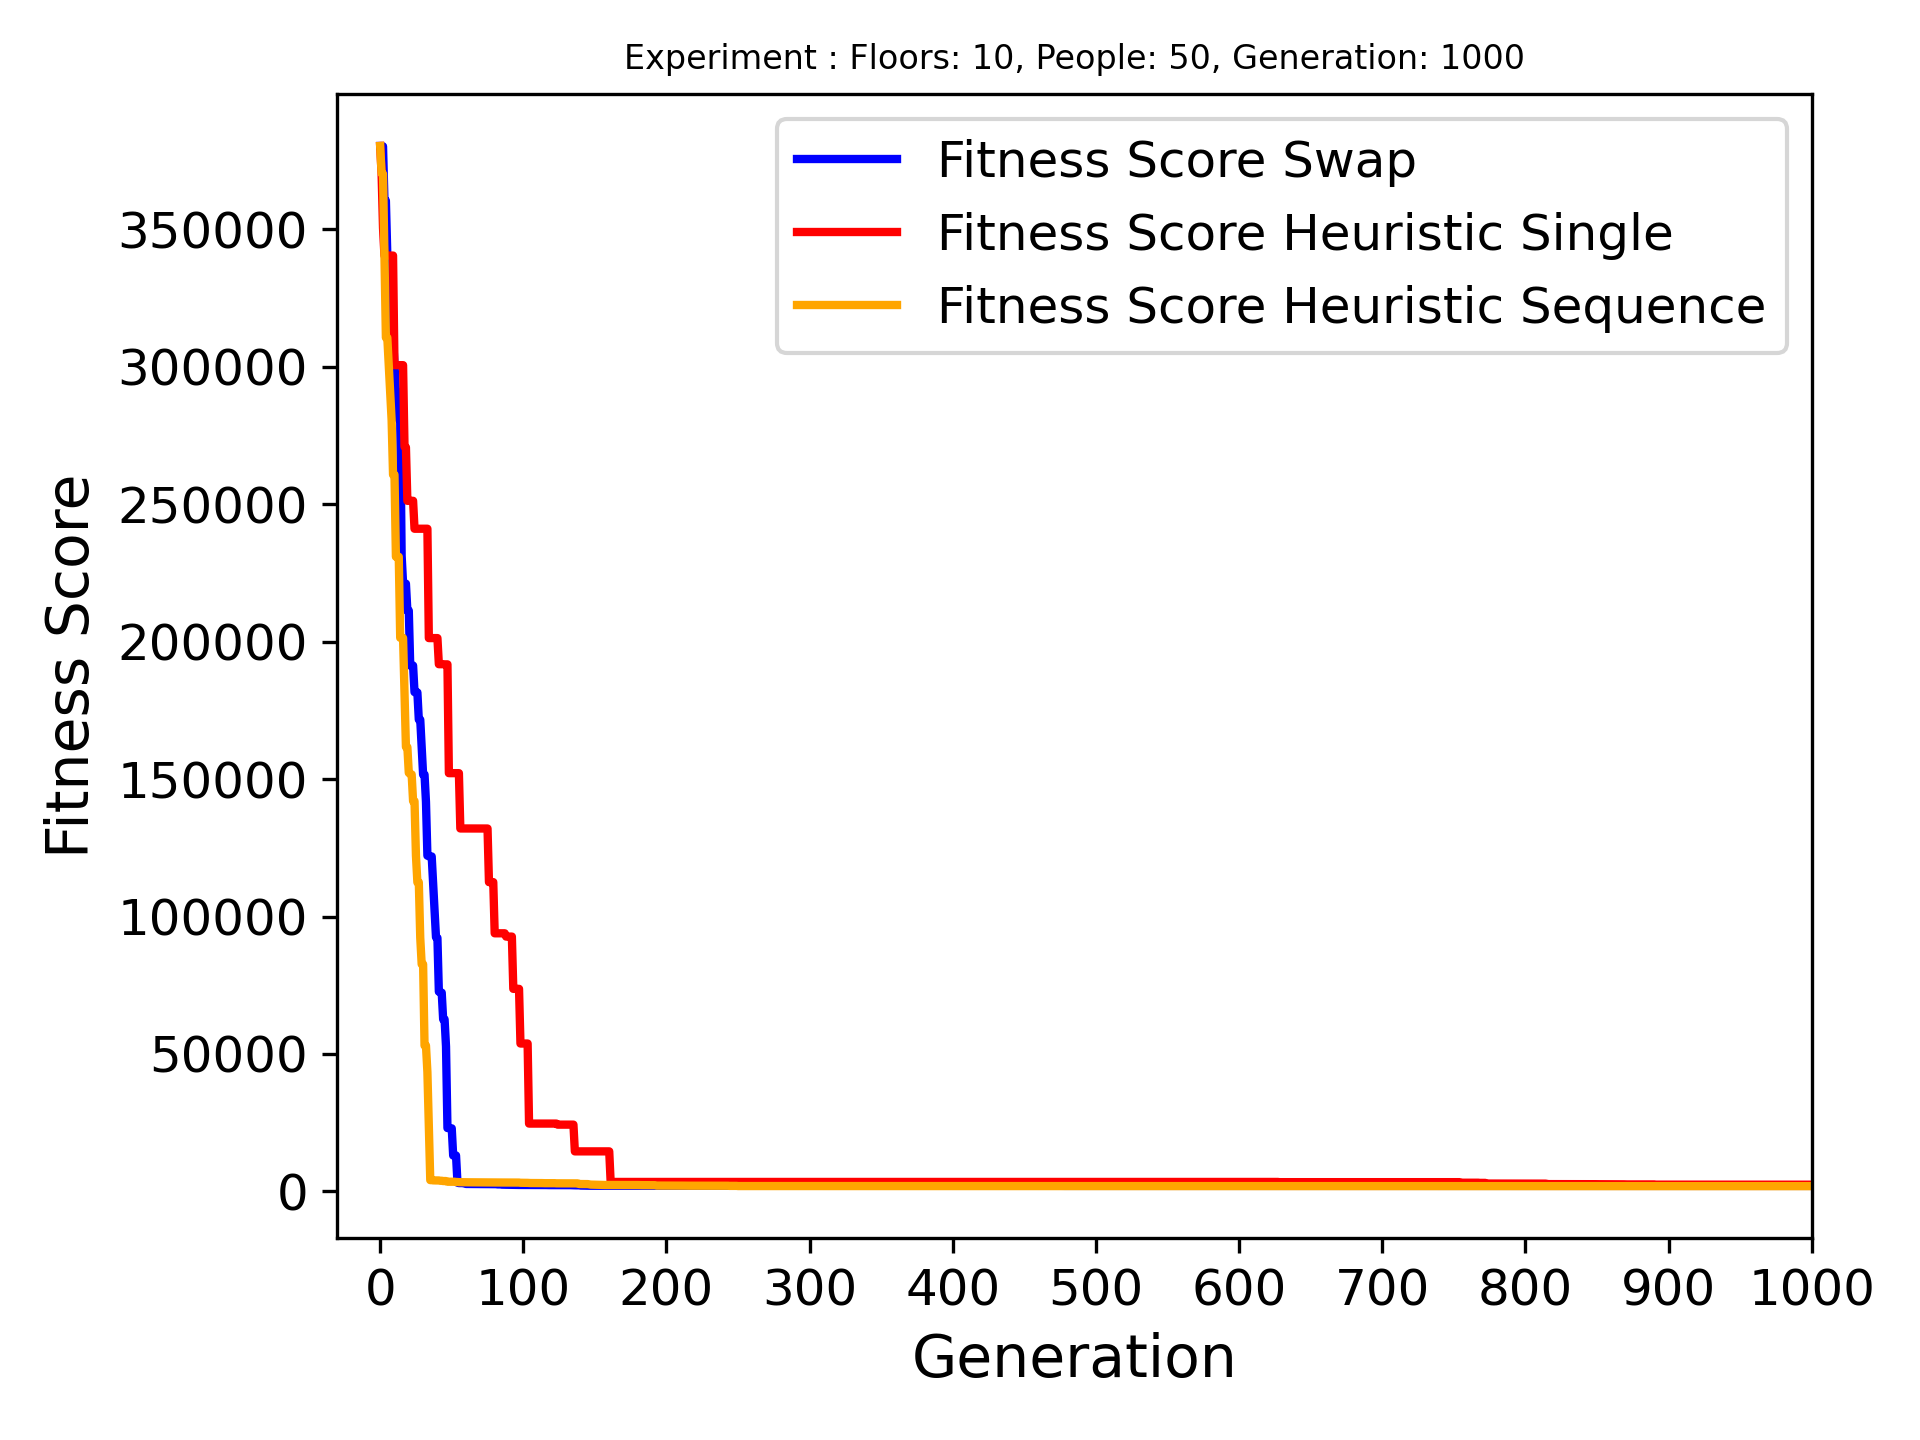 Experiment : Floors: 10, People: 50, Generation: 1000
Fitness Score Swap
Fitness Score Heuristic Single
Fitness Score Heuristic Sequence
Fitness Score
350000
300000
250000
200000
150000
100000
50000
0
0 100 200 300 400 500 600 700 800 900 1000
Generation